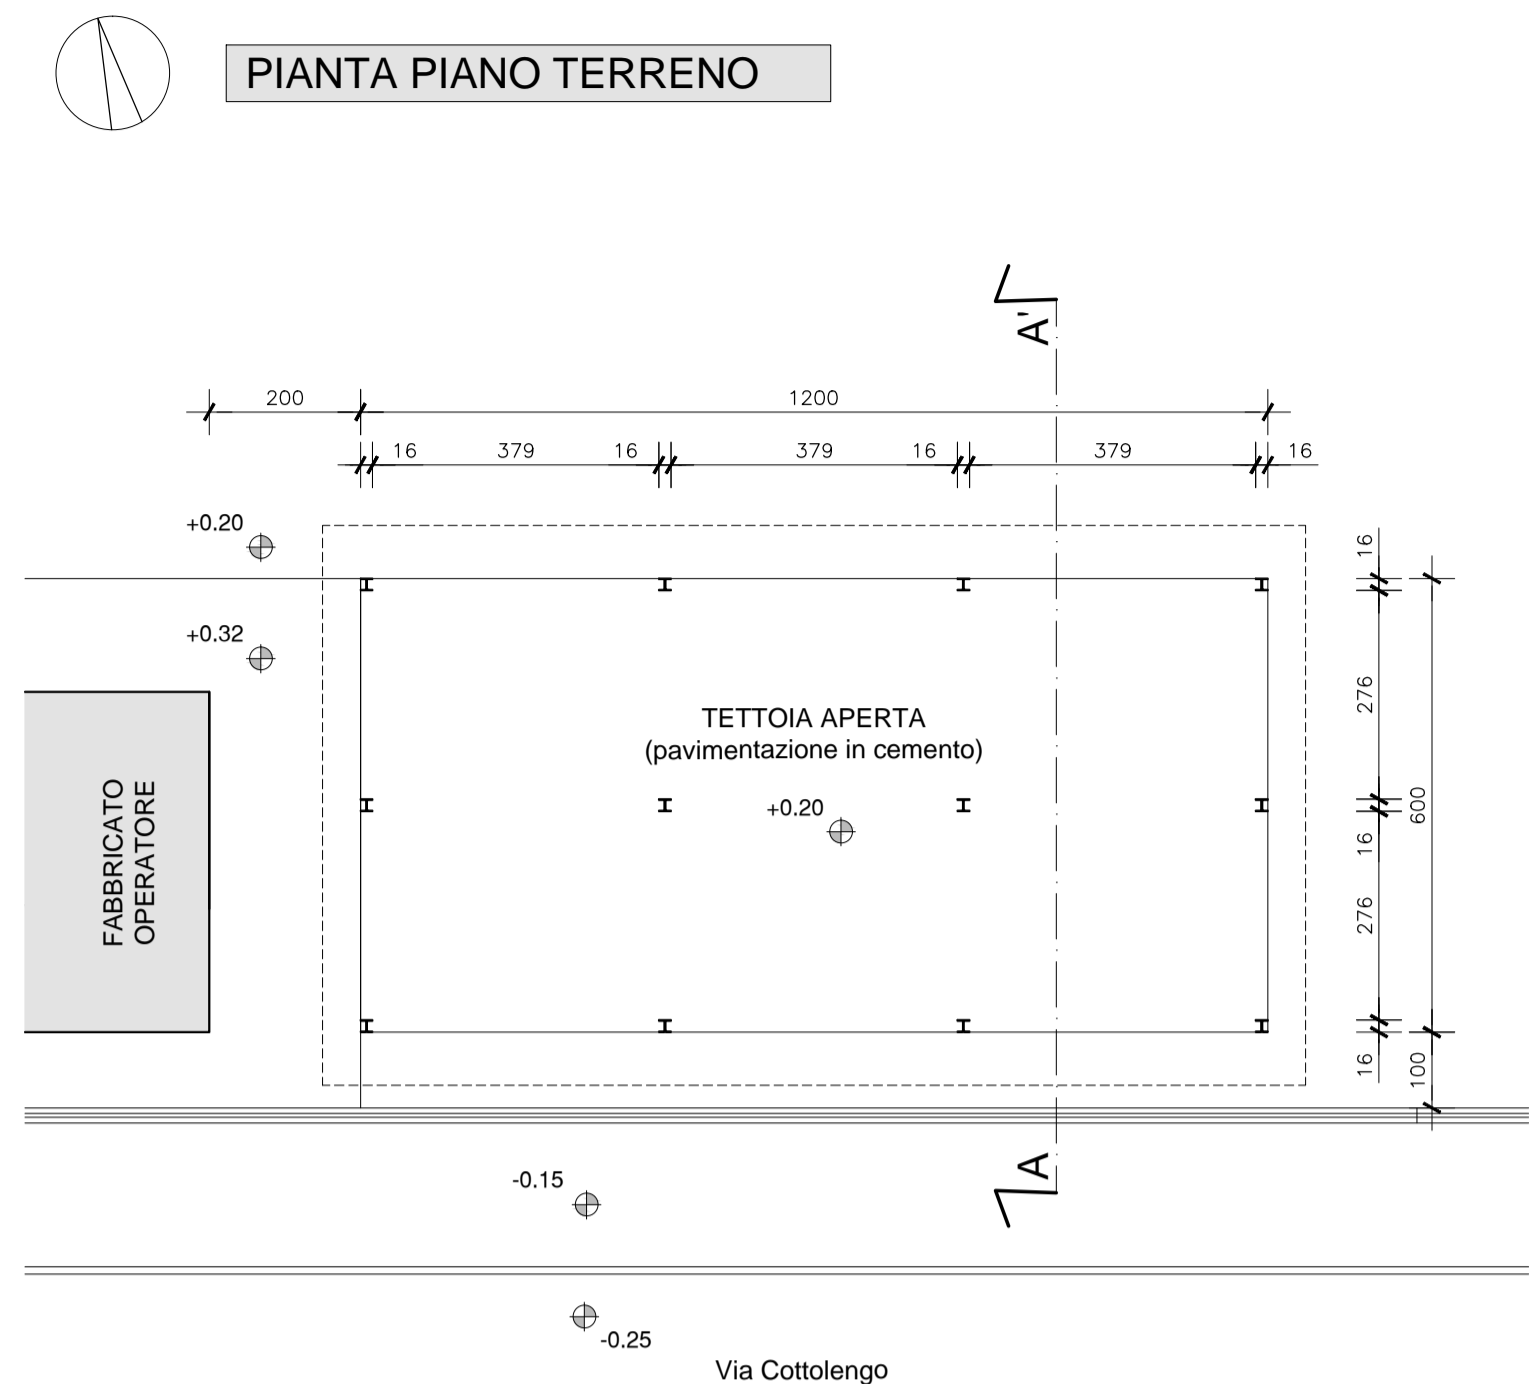 PIANTA PIANO TERRENO
A'
200
1200
16
379
16
379
16
379
16
+0.20
16
+0.32
276
TETTOIA APERTA
(pavimentazione in cemento)
+0.20
600
FABBRICATO
OPERATORE
16
276
16
100
A
-0.15
-0.25
Via Cottolengo